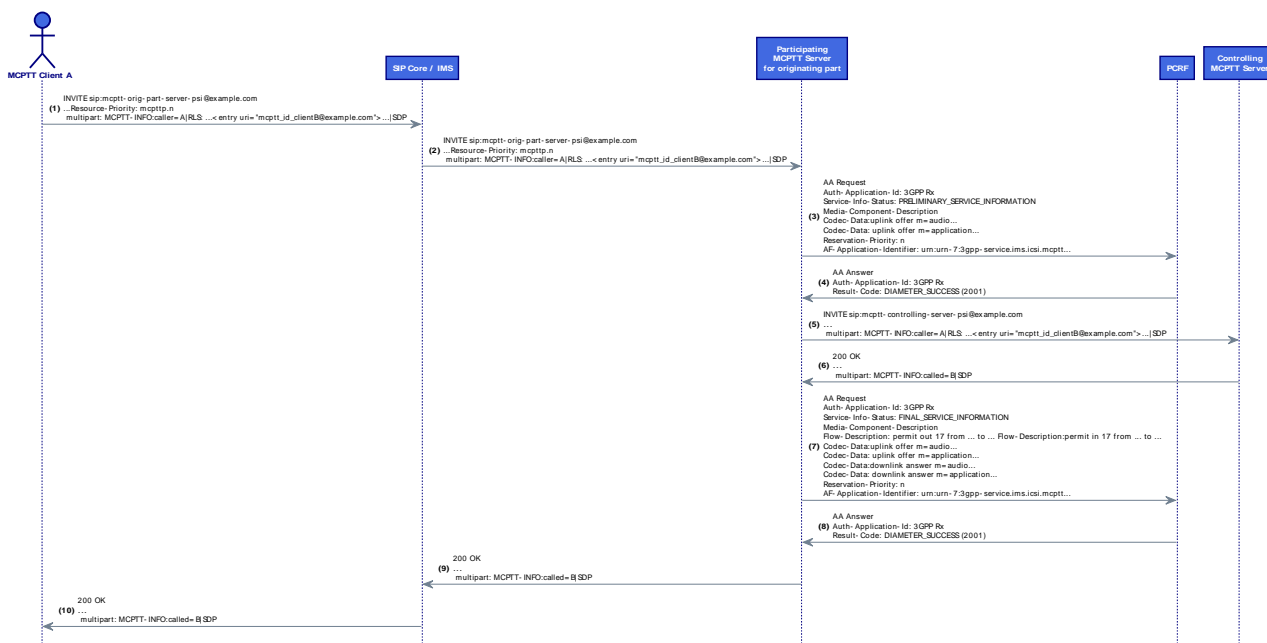 MCPTT Client A
SIP Core / IMS
Participating
MCPTT Server
for originating part
PCRF
Controlling
MCPTT Server
INVITE sip:mcptt-orig-part-server-psi@example.com
(1) ...Resource-Priority: mcpttp.n
multipart: MCPTT-INFO:caller=A|RLS: ...<entry uri="mcptt_id_clientB@example.com">...|SDP
INVITE sip:mcptt-orig-part-server-psi@example.com
(2) ...Resource-Priority: mcpttp.n
multipart: MCPTT-INFO:caller=A|RLS: ...<entry uri="mcptt_id_clientB@example.com">...|SDP
AA Request
Auth-Application-Id: 3GPP Rx
Service-Info-Status: PRELIMINARY_SERVICE_INFORMATION
Media-Component-Description
(3) Codec-Data:uplink offer m=audio...
Codec-Data: uplink offer m=application...
Reservation-Priority: n
AF-Application-Identifier: urn:urn-7:3gpp-service.ims.icsi.mcptt...
AA Answer
(4) Auth-Application-Id: 3GPP Rx
Result-Code: DIAMETER_SUCCESS (2001)
INVITE sip:mcptt-controlling-server-psi@example.com
(5) ...
multipart: MCPTT-INFO:caller=A|RLS: ...<entry uri="mcptt_id_clientB@example.com">...|SDP
200 OK
(6) ...
multipart: MCPTT-INFO:called=B|SDP
AA Request
Auth-Application-Id: 3GPP Rx
Service-Info-Status: FINAL_SERVICE_INFORMATION
Media-Component-Description
Flow-Description: permit out 17 from ... to ... Flow-Description:permit in 17 from ... to ...
(7) Codec-Data:uplink offer m=audio...
Codec-Data: uplink offer m=application...
Codec-Data:downlink answer m=audio...
Codec-Data: downlink answer m=application...
Reservation-Priority: n
AF-Application-Identifier: urn:urn-7:3gpp-service.ims.icsi.mcptt...
AA Answer
(8) Auth-Application-Id: 3GPP Rx
Result-Code: DIAMETER_SUCCESS (2001)
200 OK
(9) ...
multipart: MCPTT-INFO:called=B|SDP
200 OK
(10) ...
multipart: MCPTT-INFO:called=B|SDP